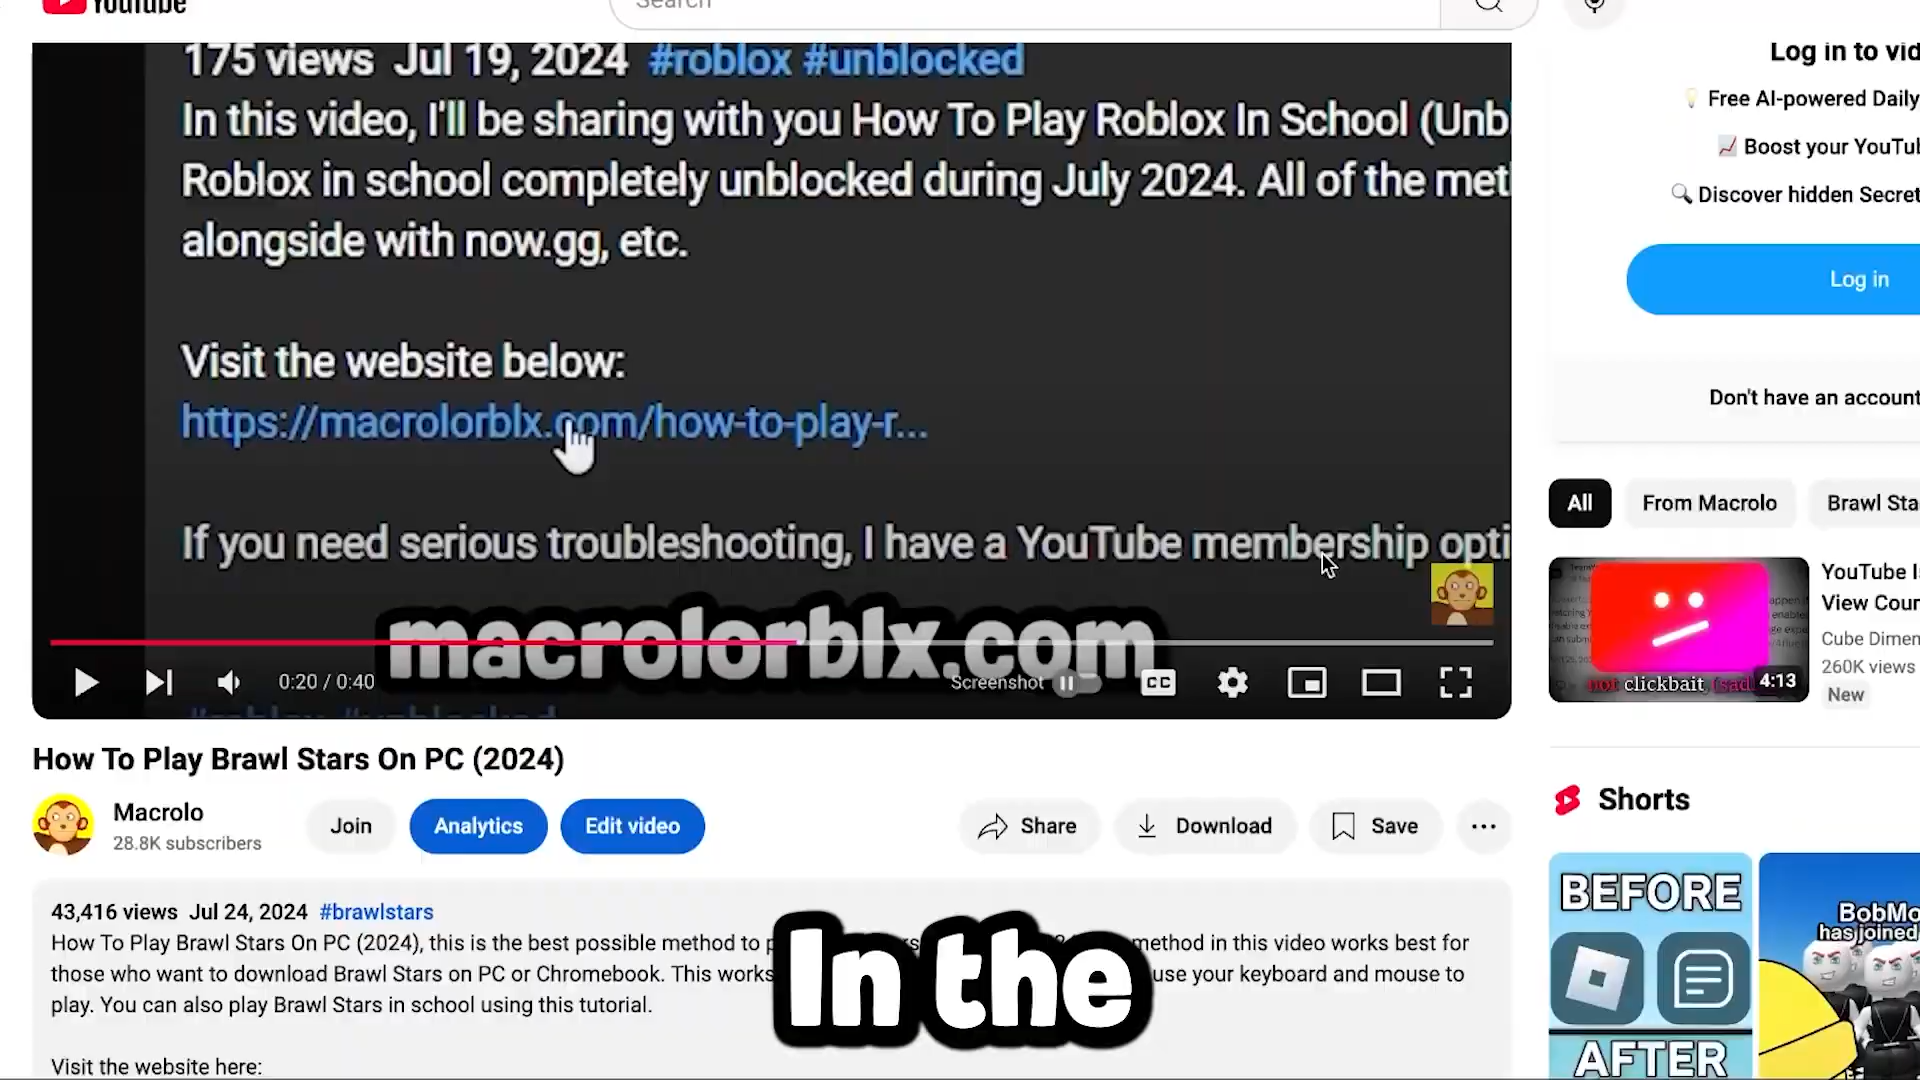 YouTube
Search
175 views Jul 19, 2024 #roblox #unblocked
In this video, I'll be sharing with you How To Play Roblox In School (Unb
Roblox in school completely unblocked during July 2024. All of the met
alongside with now.gg, etc.
Visit the website below:
https://macrolorblx.com/how-to-play-r...
If you need serious troubleshooting, I have a YouTube membership opti
macrolorblx.com
#roblox #unblocked
0:20 / 0:40
Screenshot
CC
How To Play Brawl Stars On PC (2024)
Macrolo
28.8K subscribers
Join
Analytics
Edit video
Share
Download
Save
43,416 views Jul 24, 2024 #brawlstars
How To Play Brawl Stars On PC (2024), this is the best possible method to p method in this video works best for
those who want to download Brawl Stars on PC or Chromebook. This works use your keyboard and mouse to
play. You can also play Brawl Stars in school using this tutorial.
Visit the website here:
In the
Log in to vid
Free AI-powered Daily
Boost your YouTub
Discover hidden Secret
Log in
Don't have an account
All
From Macrolo
Brawl Sta
not clickbait, (sad
4:13
YouTube I
View Coun
Cube Dimen
260K views
New
Shorts
BEFORE
AFTER
BobMo
has joined